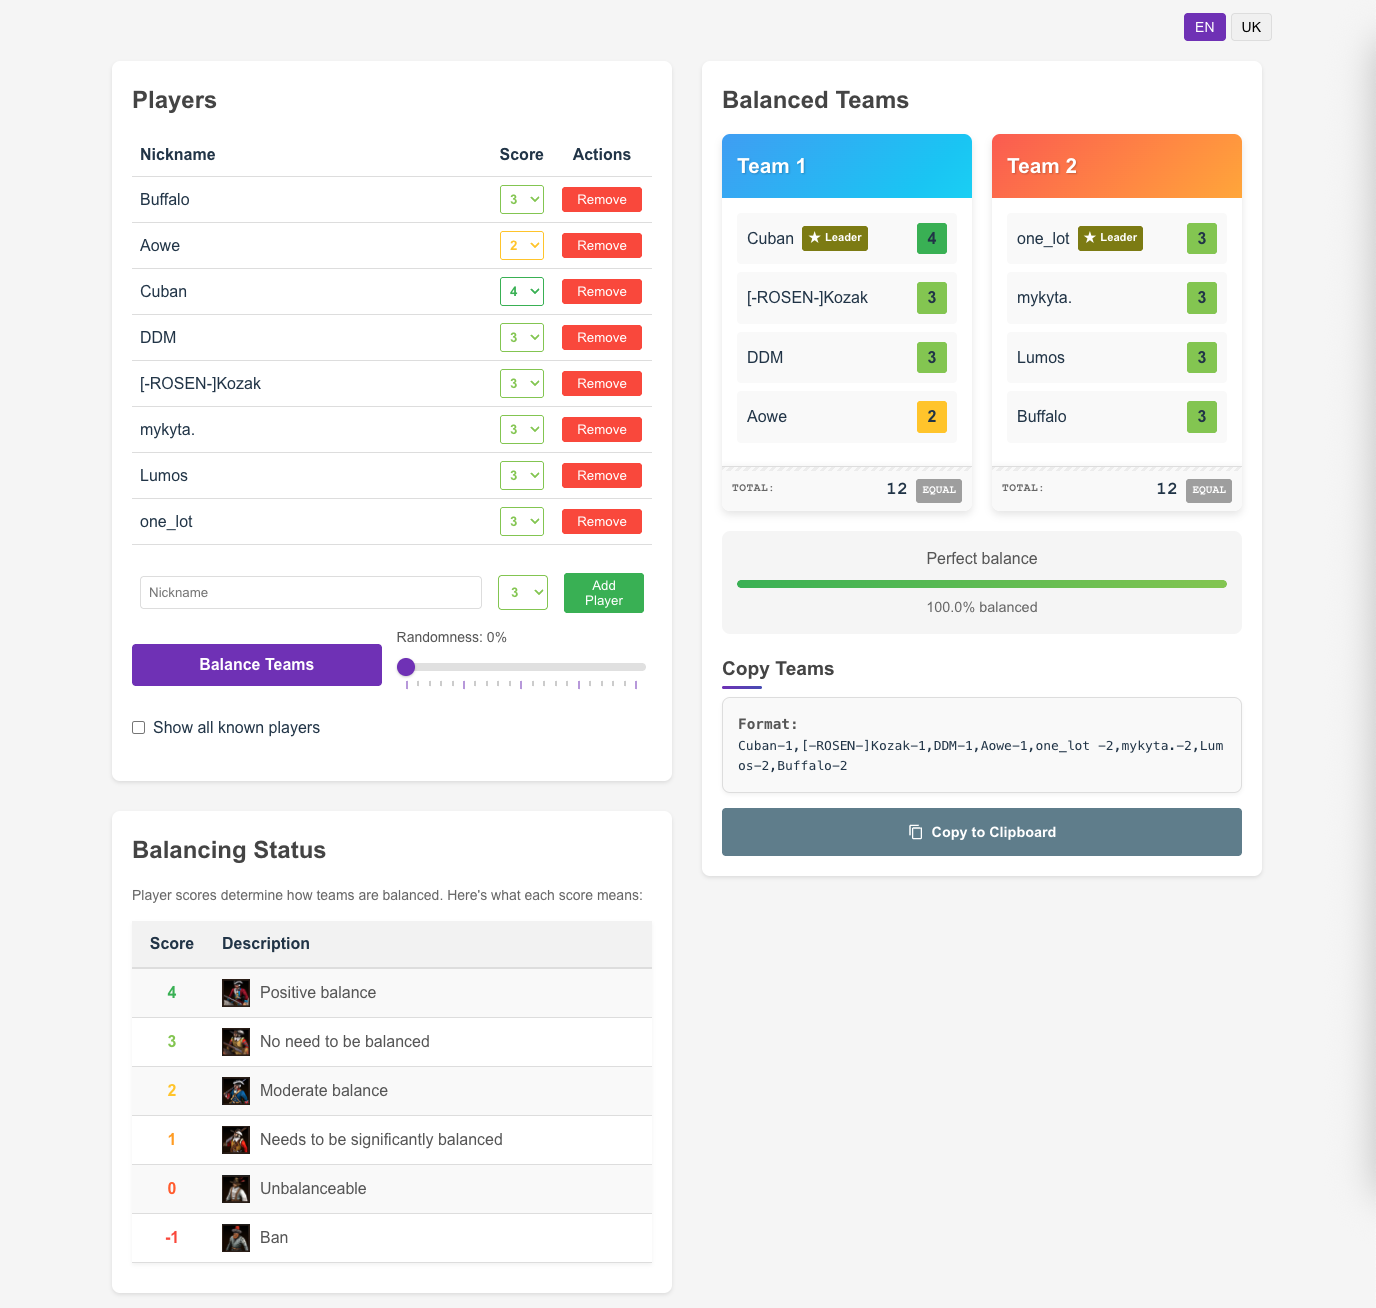 EN
UK
Players
Nickname Score Actions
Buffalo 3 Remove
Aowe 2 Remove
Cuban 4 Remove
DDM 3 Remove
[-ROSEN-]Kozak 3 Remove
mykyta. 3 Remove
Lumos 3 Remove
one_lot 3 Remove
Nickname 3 Add
Player
Randomness: 0%
Balance Teams
Show all known players
Balancing Status
Player scores determine how teams are balanced. Here's what each score means:
Score Description
4 Positive balance
3 No need to be balanced
2 Moderate balance
1 Needs to be significantly balanced
0 Unbalanceable
-1 Ban
Balanced Teams
Team 1
Cuban ★ Leader 4
[-ROSEN-]Kozak 3
DDM 3
Aowe 2
TOTAL: 12 EQUAL
Team 2
one_lot ★ Leader 3
mykyta. 3
Lumos 3
Buffalo 3
TOTAL: 12 EQUAL
Perfect balance
100.0% balanced
Copy Teams
Format:
Cuban-1,[-ROSEN-]Kozak-1,DDM-1,Aowe-1,one_lot -2,mykyta.-2,Lum
os-2,Buffalo-2
Copy to Clipboard